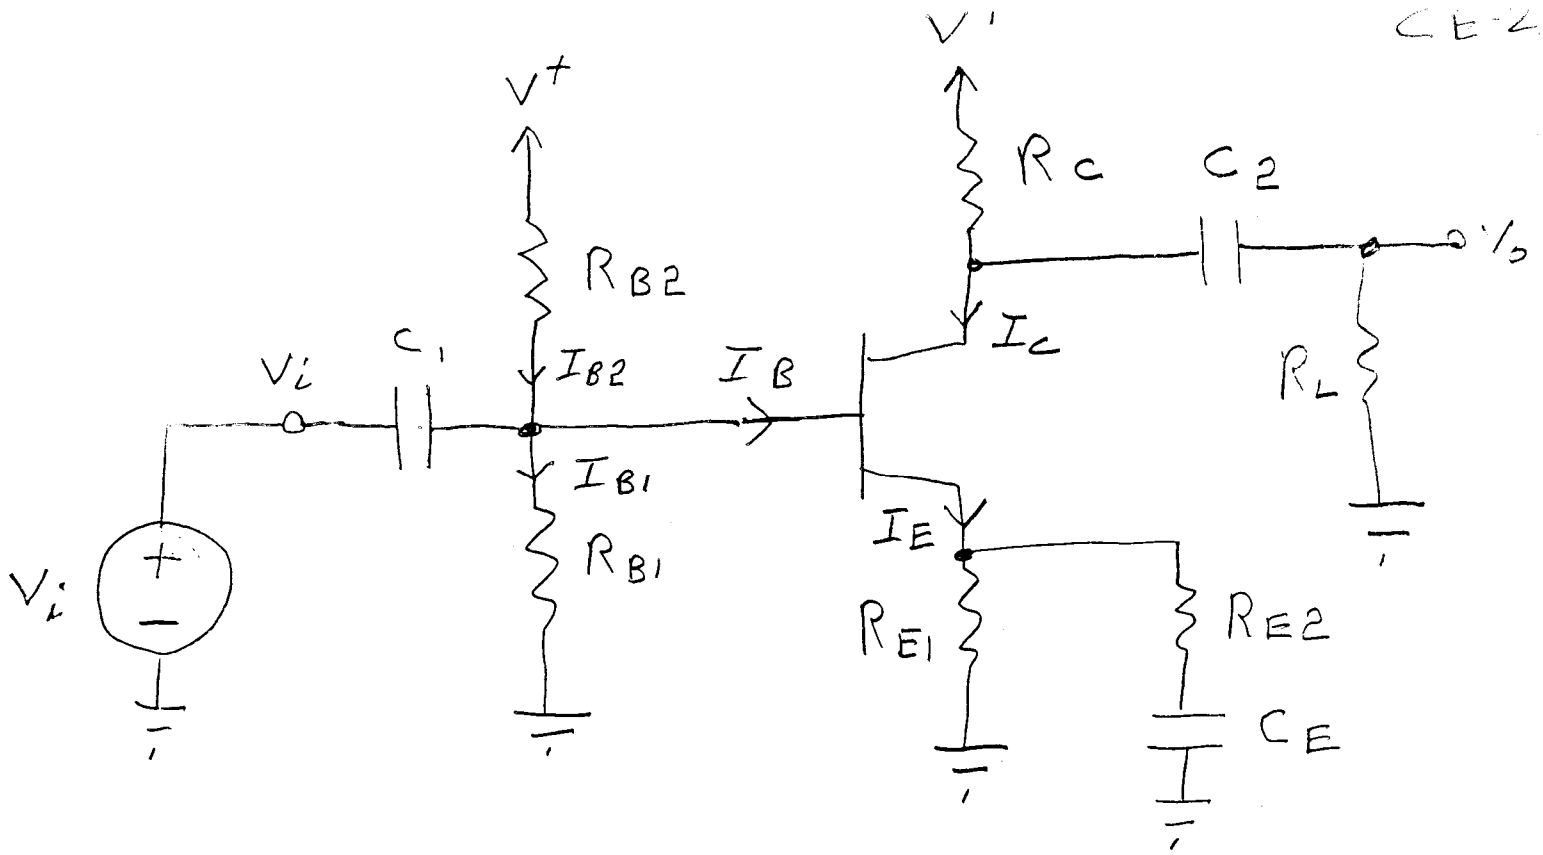 CE-2
V'
V+
RC
C2
Vo
RB2
C1
IC
IB2
IB
Vi
RL
IB1
IE
RB1
+
Vi
RE1
RE2
−
CE